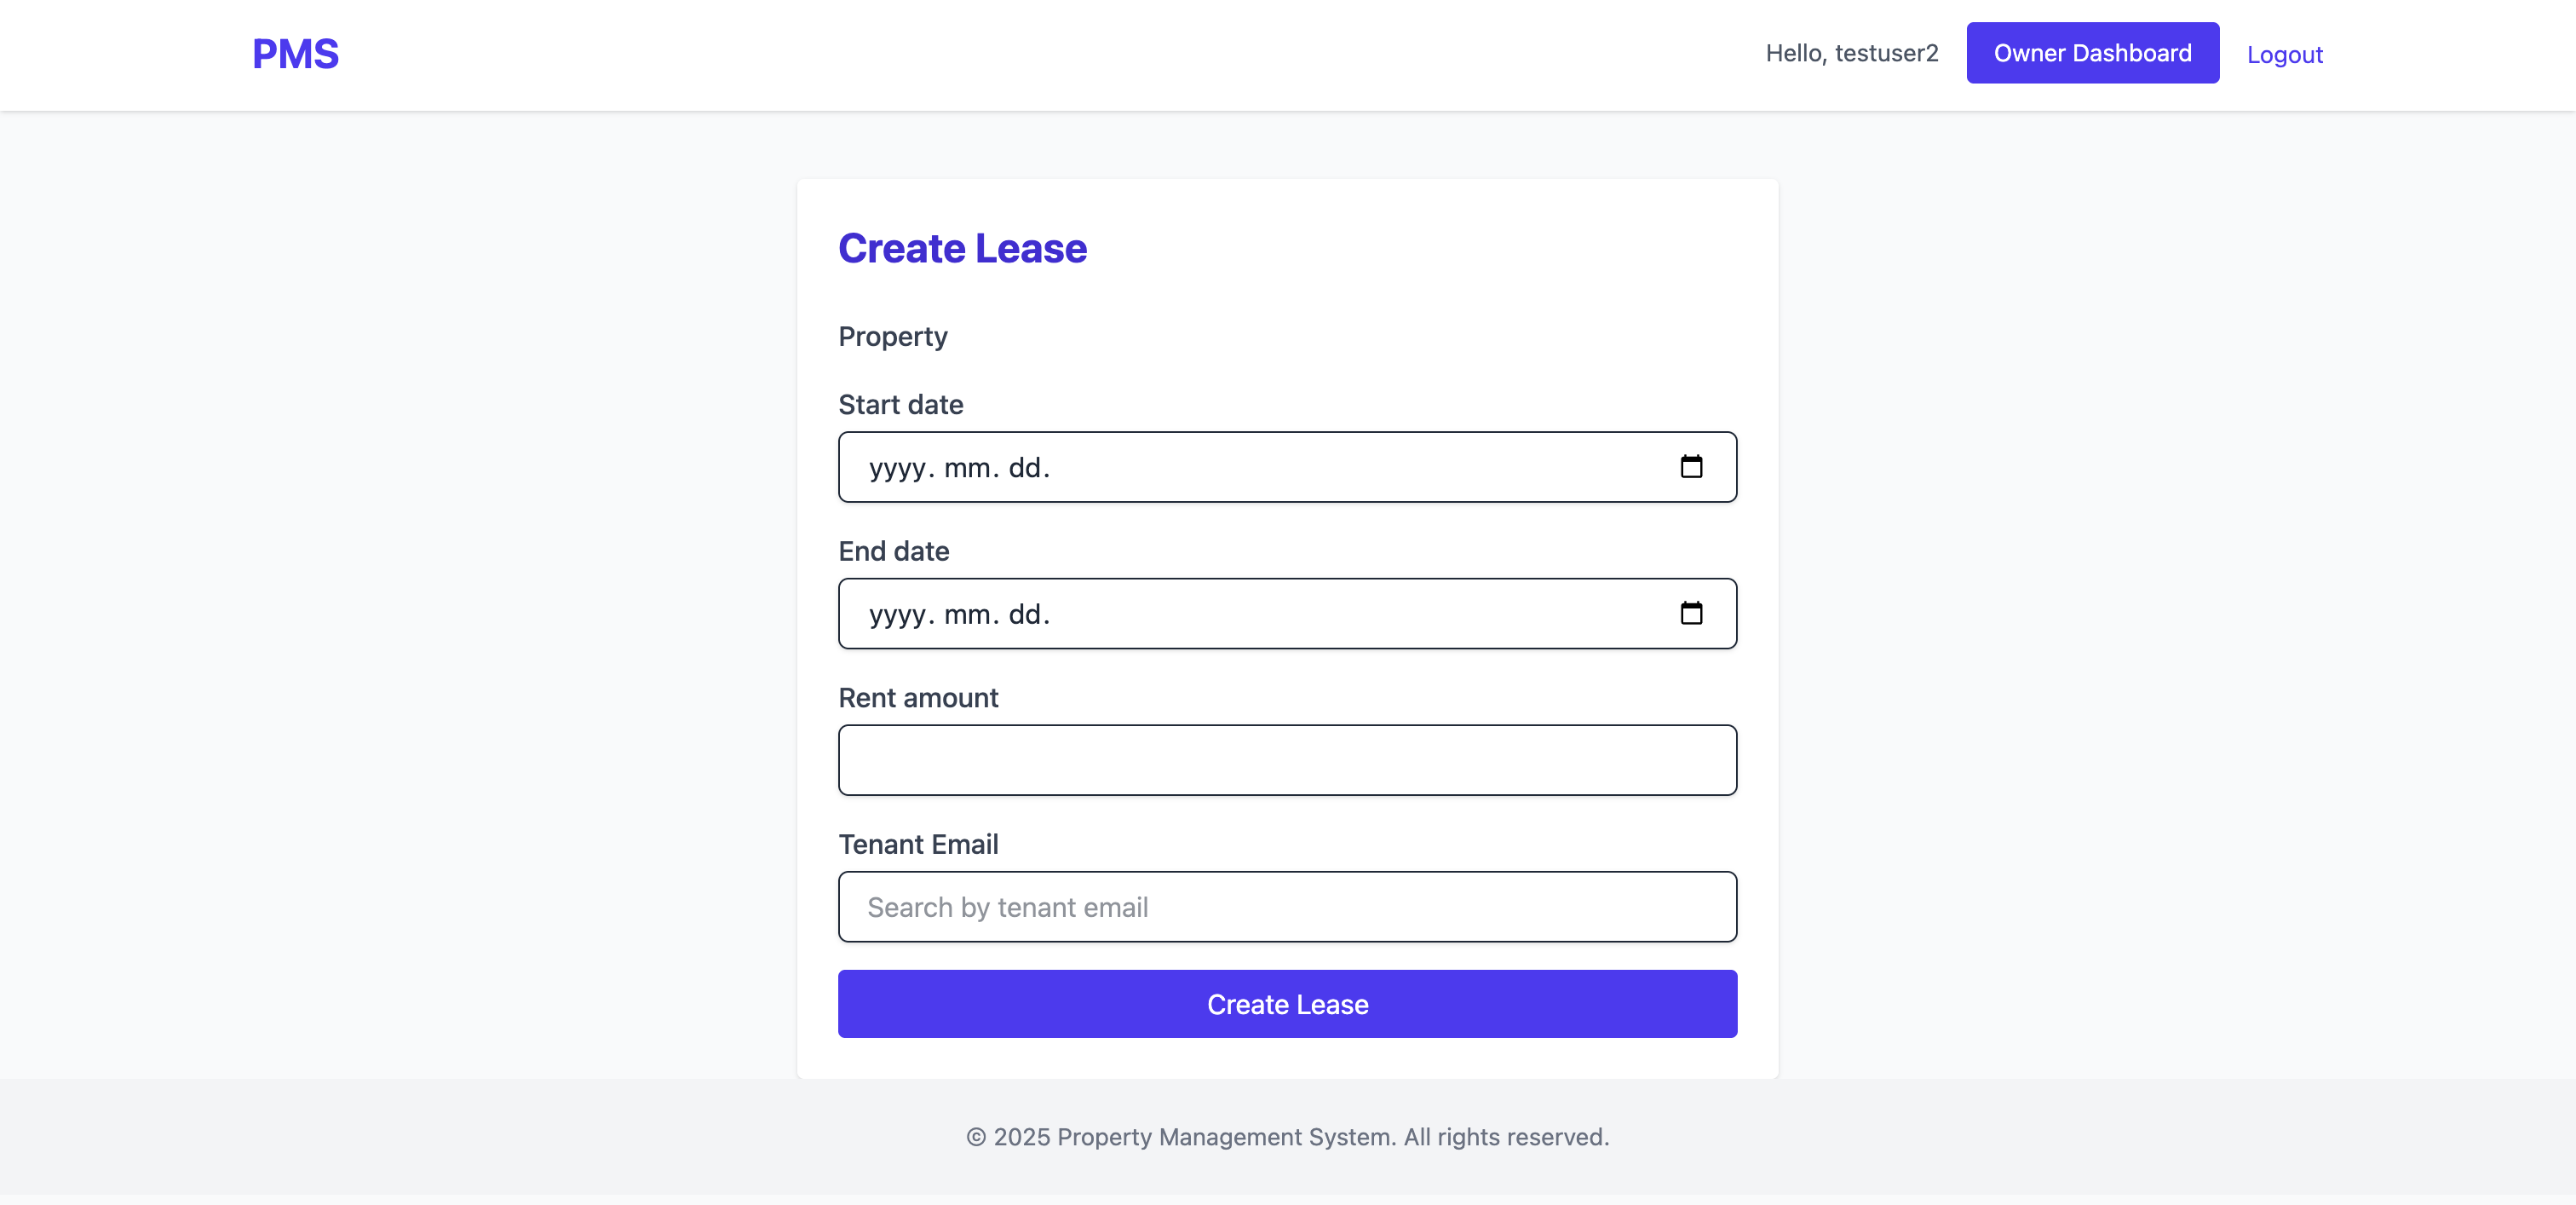 PMS
Hello, testuser2
Owner Dashboard
Logout
Create Lease
Property
Start date
yyyy. mm. dd.
End date
yyyy. mm. dd.
Rent amount
Tenant Email
Search by tenant email
Create Lease
© 2025 Property Management System. All rights reserved.